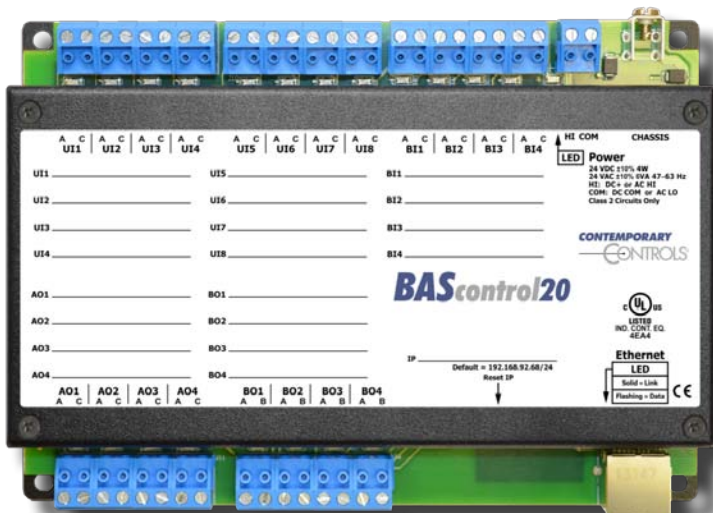 A C A C A C A C
UI1 UI2 UI3 UI4
A C A C A C A C
UI5 UI6 UI7 UI8
A C A C A C A C
BI1 BI2 BI3 BI4
HI COM
CHASSIS
LED Power
24 VDC ±10% 4W
24 VAC ±10% 6VA 47-63 Hz
HI: DC+ or AC HI
COM: DC COM or AC LO
Class 2 Circuits Only
UI1
UI2
UI3
UI4
UI5
UI6
UI7
UI8
BI1
BI2
BI3
BI4
CONTEMPORARY
CONTROLS
AO1
AO2
AO3
AO4
BO1
BO2
BO3
BO4
BAScontrol20
C UL US
LISTED
IND. CONT. EQ.
4EA4
IP
Default = 192.168.92.68/24
Reset IP
Ethernet
LED
Solid = Link
Flashing = Data
CE
AO1 AO2 AO3 AO4
A C A C A C A C
BO1 BO2 BO3 BO4
A B A B A B A B